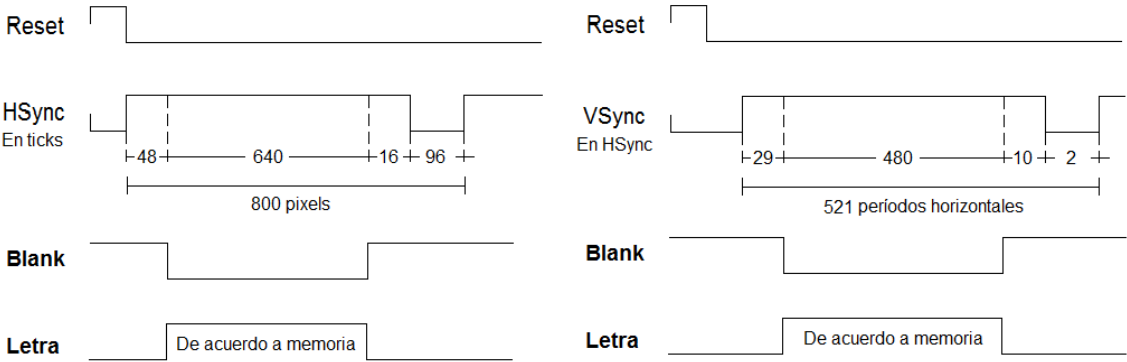 Reset
HSync
En ticks
48
640
16
96
800 pixels
Blank
Letra
De acuerdo a memoria
Reset
VSync
En HSync
29
480
10
2
521 períodos horizontales
Blank
Letra
De acuerdo a memoria